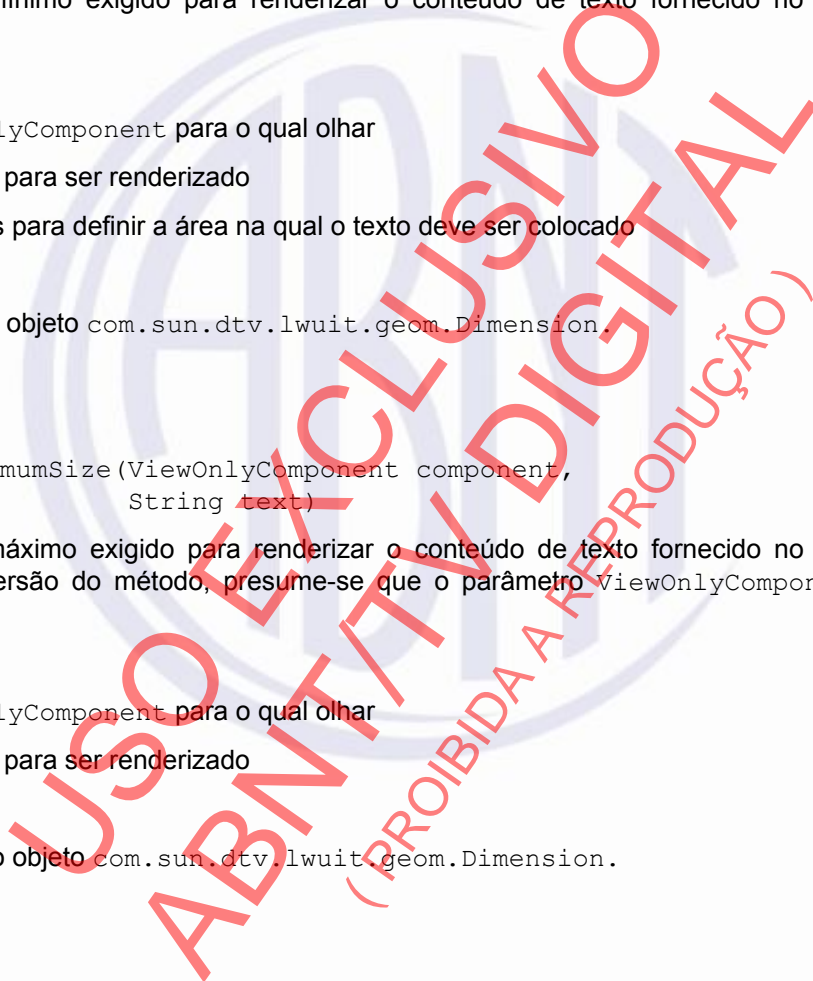 ínimo exigido para renderizar o conteúdo de texto fornecido no
lyComponent para o qual olhar
para ser renderizado
s para definir a área na qual o texto deve ser colocado
objeto com.sun.dtv.lwuit.geom.Dimension.
mumSize(ViewOnlyComponent component,
String text)
máximo exigido para renderizar o conteúdo de texto fornecido no
ersão do método, presume-se que o parâmetro ViewOnlyCompon
lyComponent para o qual olhar
para ser renderizado
o objeto com.sun.dtv.lwuit.geom.Dimension.
USO EXCLUSIVO
ABNT/TV DIGITAL
( PROIBIDA A REPRODUÇÃO )
ABNT